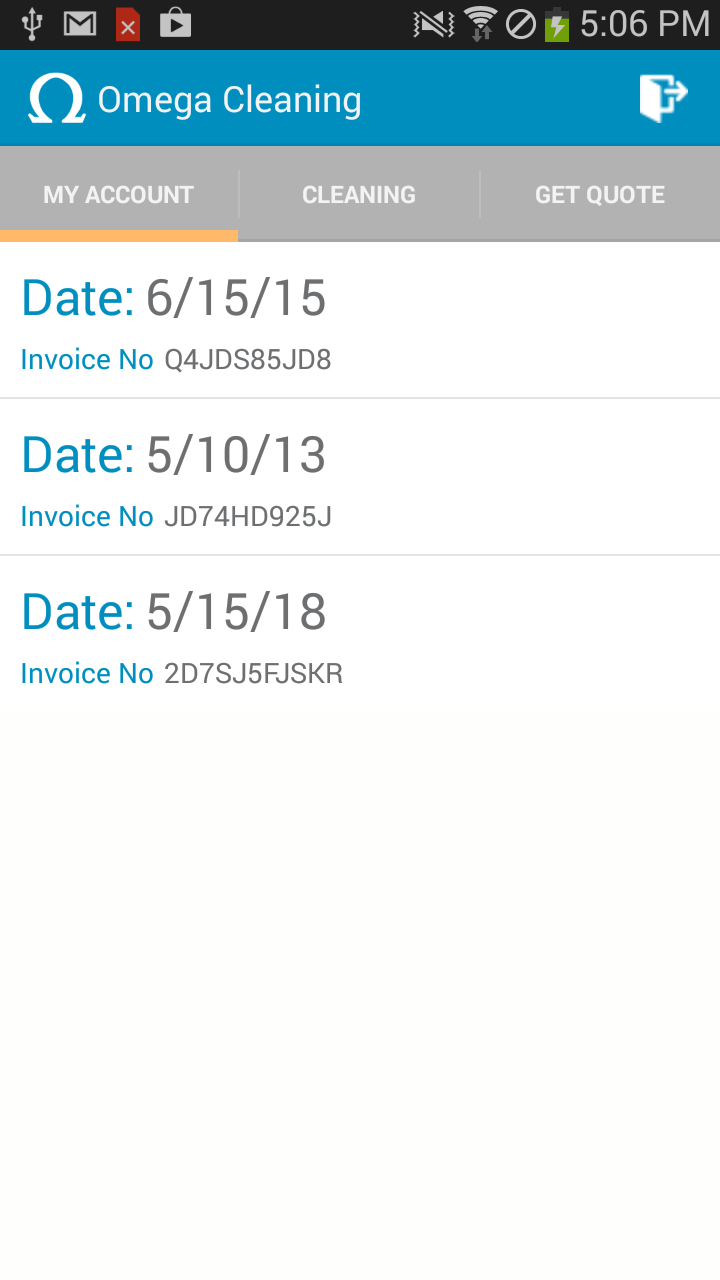 5:06 PM
Omega Cleaning
MY ACCOUNT
CLEANING
GET QUOTE
Date: 6/15/15
Invoice No Q4JDS85JD8
Date: 5/10/13
Invoice No JD74HD925J
Date: 5/15/18
Invoice No 2D7SJ5FJSKR